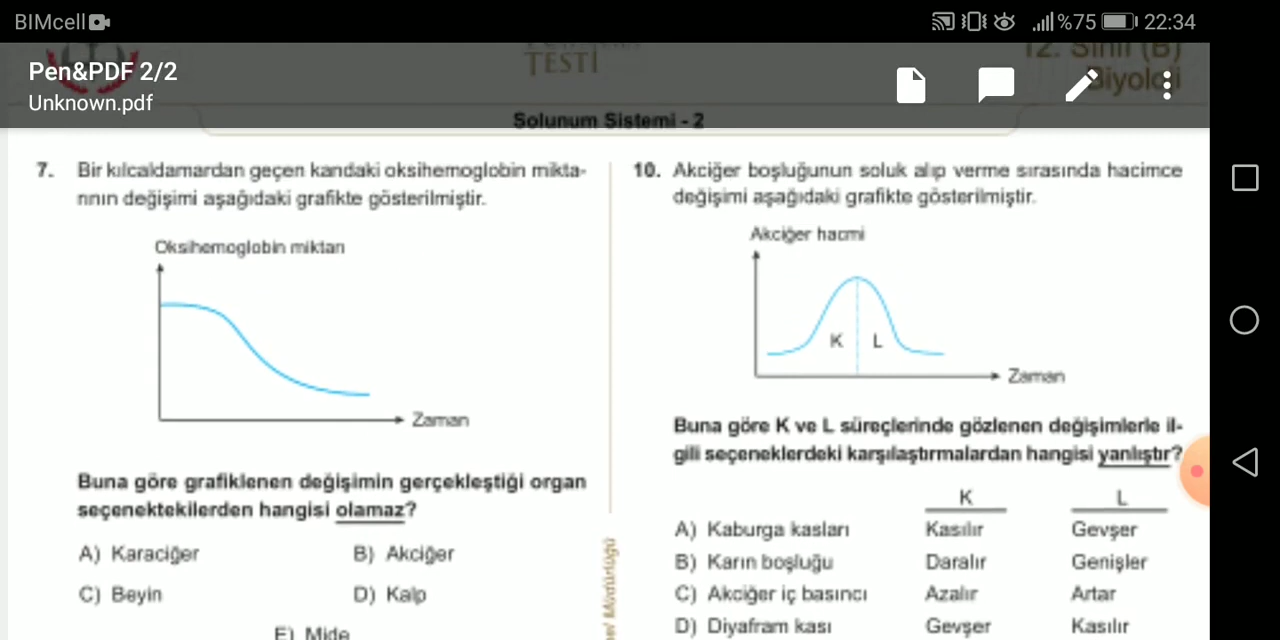 BIMcell
%75 22:34
Pen&PDF 2/2
Unknown.pdf
TESTİ
12. Sınıf (B)
Biyoloji
Solunum Sistemi - 2
7. Bir kılcaldamardan geçen kandaki oksihemoglobin mikta-
rının değişimi aşağıdaki grafikte gösterilmiştir.
Oksihemoglobin miktarı
Zaman
Buna göre grafiklenen değişimin gerçekleştiği organ
seçenektekilerden hangisi olamaz?
A) Karaciğer B) Akciğer
C) Beyin D) Kalp
E) Mide
10. Akciğer boşluğunun soluk alıp verme sırasında hacimce
değişimi aşağıdaki grafikte gösterilmiştir.
Akciğer hacmi
K L
Zaman
Buna göre K ve L süreçlerinde gözlenen değişimlerle il-
gili seçeneklerdeki karşılaştırmalardan hangisi yanlıştır?
K L
A) Kaburga kasları Kasılır Gevşer
B) Karın boşluğu Daralır Genişler
C) Akciğer iç basıncı Azalır Artar
D) Diyafram kası Gevşer Kasılır
Müdürlüğü